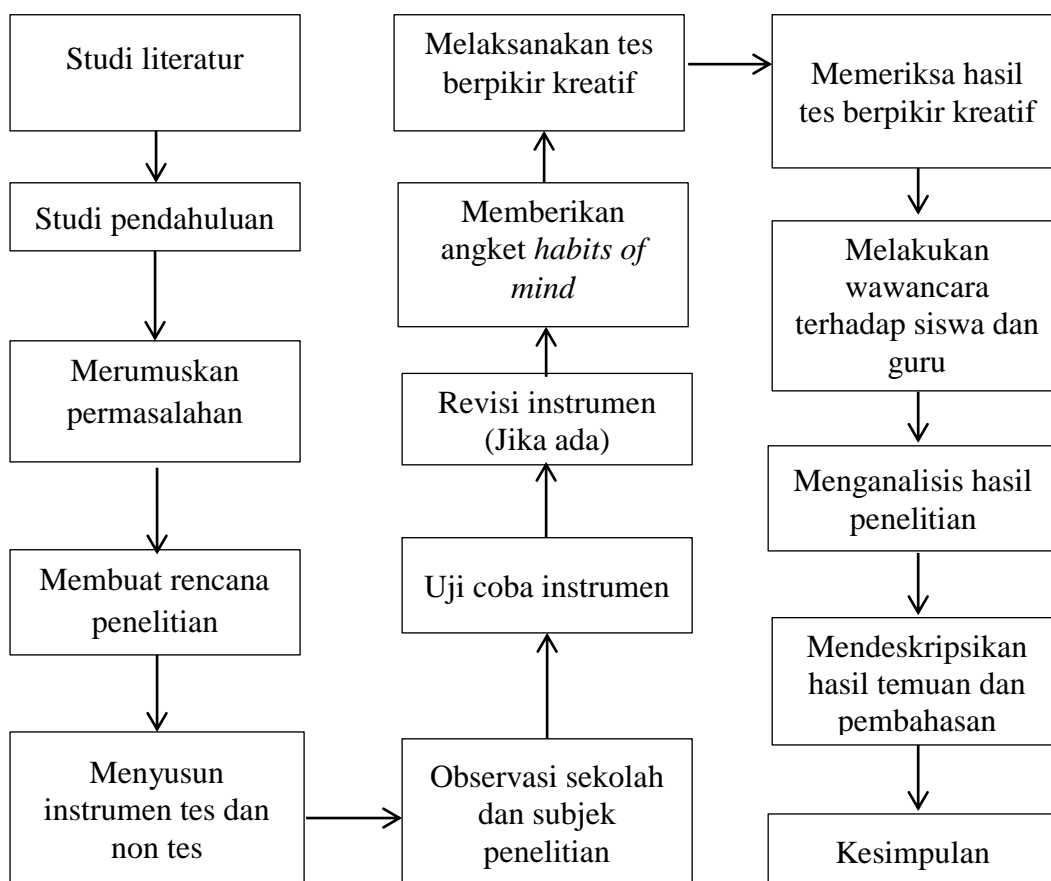 Studi literatur
Studi pendahuluan
Merumuskan
permasalahan
Membuat rencana
penelitian
Menyusun
instrumen tes dan
non tes
Observasi sekolah
dan subjek
penelitian
Uji coba instrumen
Revisi instrumen
(Jika ada)
Memberikan
angket habits of
mind
Melaksanakan tes
berpikir kreatif
Memeriksa hasil
tes berpikir kreatif
Melakukan
wawancara
terhadap siswa dan
guru
Menganalisis hasil
penelitian
Mendeskripsikan
hasil temuan dan
pembahasan
Kesimpulan